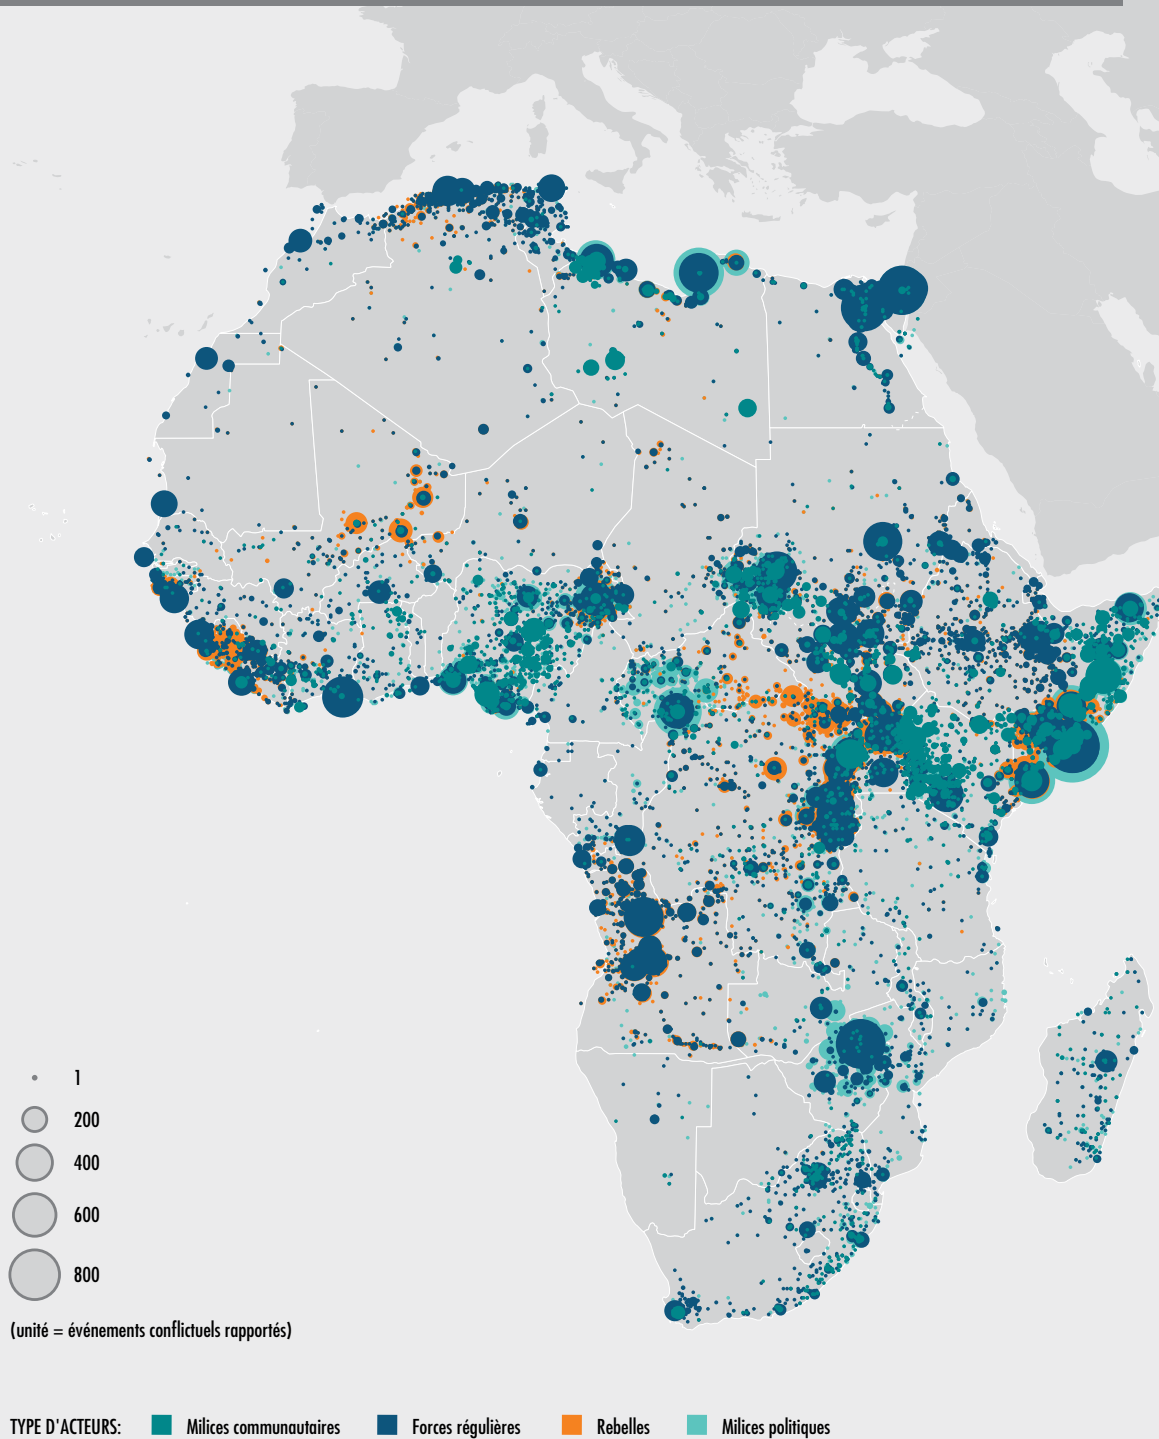 1
200
400
600
800
(unité = événements conflictuels rapportés)
TYPE D'ACTEURS: Milices communautaires Forces régulières Rebelles Milices politiques